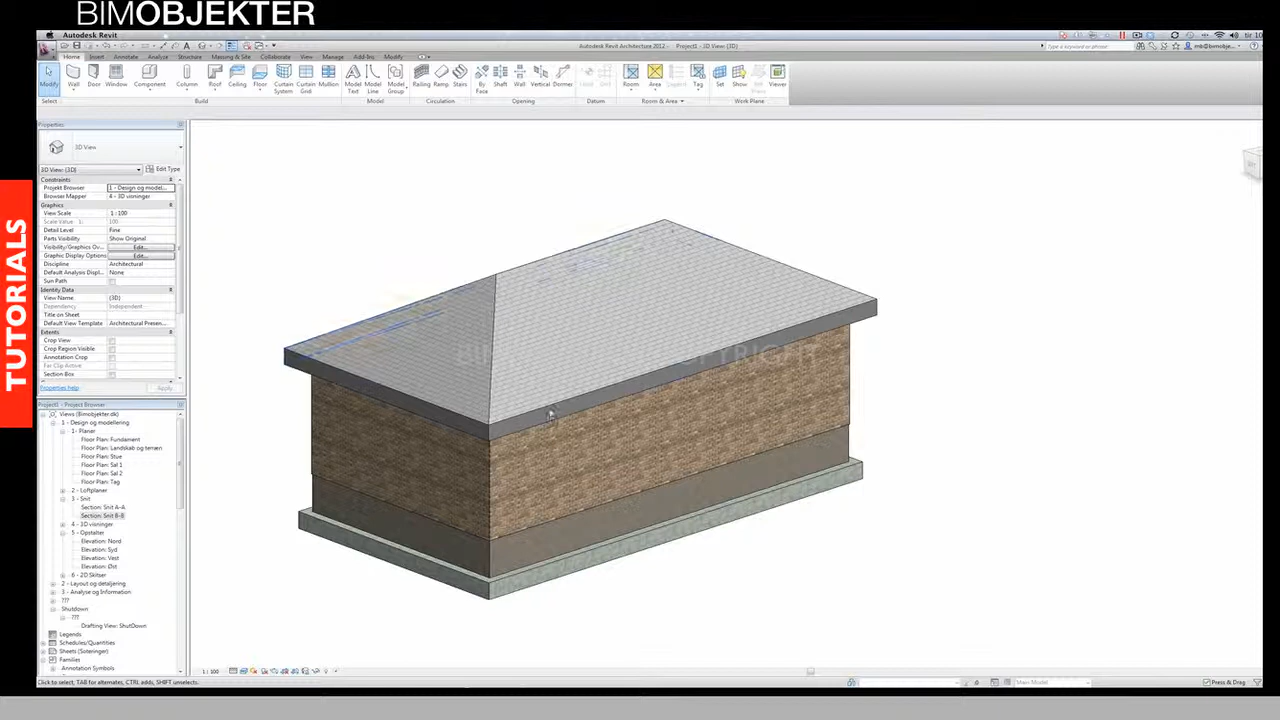 BIMOBJEKTER
TUTORIALS
Autodesk Revit
Autodesk Revit Architecture 2012 - Project1 - 3D View: {3D}
Type a keyword or phrase
Home Insert Annotate Analyze Structure Massing & Site Collaborate View Manage Add-Ins Modify
Modify Wall Door Window Component Column Roof Ceiling Floor Curtain System Curtain Grid Mullion Model Text Model Line Model Group Railing Ramp Stairs By Face Shaft Wall Vertical Dormer Room Area Tag Set Show Viewer
Select Build Model Circulation Opening Datum Room & Area Work Plane
Properties
3D View
3D View: {3D} Edit Type
Constraints
Projekt Browser 1 - Design og model...
Browser Mapper 4 - 3D visninger
Graphics
View Scale 1 : 100
Scale Value 1: 100
Detail Level Fine
Parts Visibility Show Original
Visibility/Graphics Ov... Edit...
Graphic Display Options Edit...
Discipline Architectural
Default Analysis Displ... None
Sun Path
Identity Data
View Name {3D}
Dependency Independent
Title on Sheet
Default View Template Architectural Presen...
Extents
Crop View
Crop Region Visible
Annotation Crop
Far Clip Active
Section Box
Properties help Apply
Project1 - Project Browser
Views (Bimobjekter.dk)
1 - Design og modellering
1- Planer
Floor Plan: Fundament
Floor Plan: Landskab og terræn
Floor Plan: Stue
Floor Plan: Sal 1
Floor Plan: Sal 2
Floor Plan: Tag
2 - Loftplaner
3 - Snit
Section: Snit A-A
Section: Snit B-B
4 - 3D visninger
5 - Opstalter
Elevation: Nord
Elevation: Syd
Elevation: Vest
Elevation: Øst
6 - 2D Skitser
2 - Layout og detaljering
3 - Analyse og Information
???
Shutdown
???
Drafting View: ShutDown
Legends
Schedules/Quantities
Sheets (Soteringer)
Families
Annotation Symbols
1 : 100
Click to select, TAB for alternates, CTRL adds, SHIFT unselects.
Main Model
Press & Drag